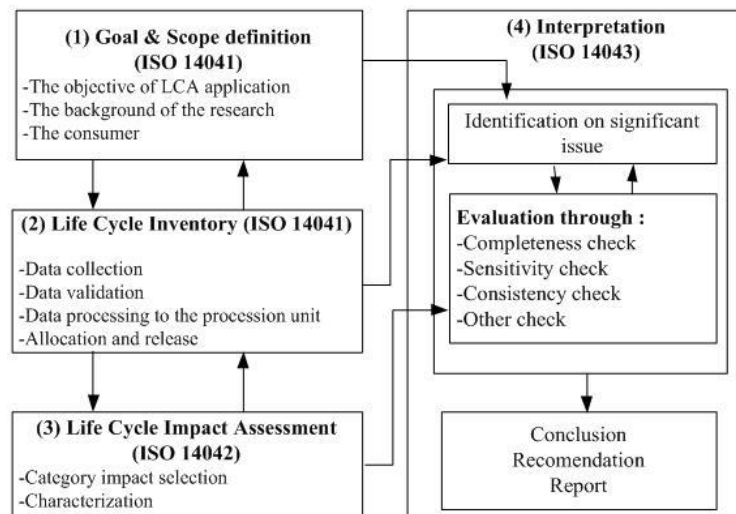 (1) Goal & Scope definition
(ISO 14041)
-The objective of LCA application
-The background of the research
-The consumer
(2) Life Cycle Inventory (ISO 14041)
-Data collection
-Data validation
-Data processing to the procession unit
-Allocation and release
(3) Life Cycle Impact Assessment
(ISO 14042)
-Category impact selection
-Characterization
(4) Interpretation
(ISO 14043)
Identification on significant
issue
Evaluation through :
-Completeness check
-Sensitivity check
-Consistency check
-Other check
Conclusion
Recomendation
Report